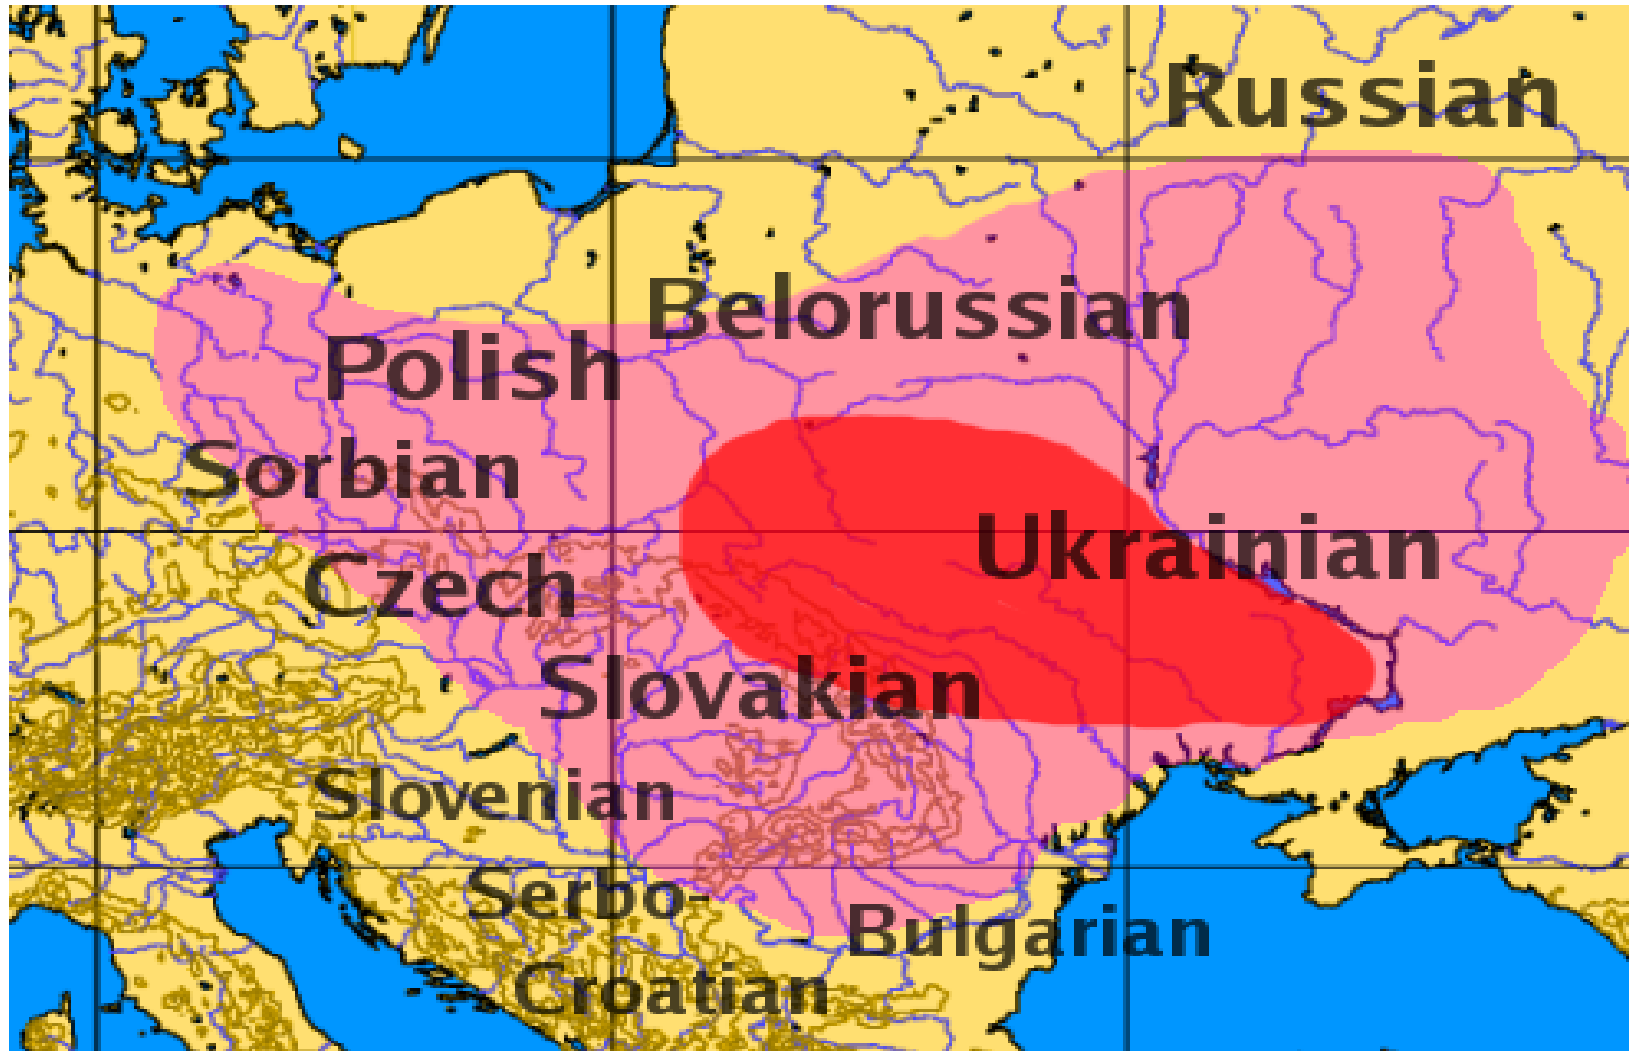 Russian
Belorussian
Polish
Sorbian
Ukrainian
Czech
Slovakian
Slovenian
Serbo-
Croatian
Bulgarian